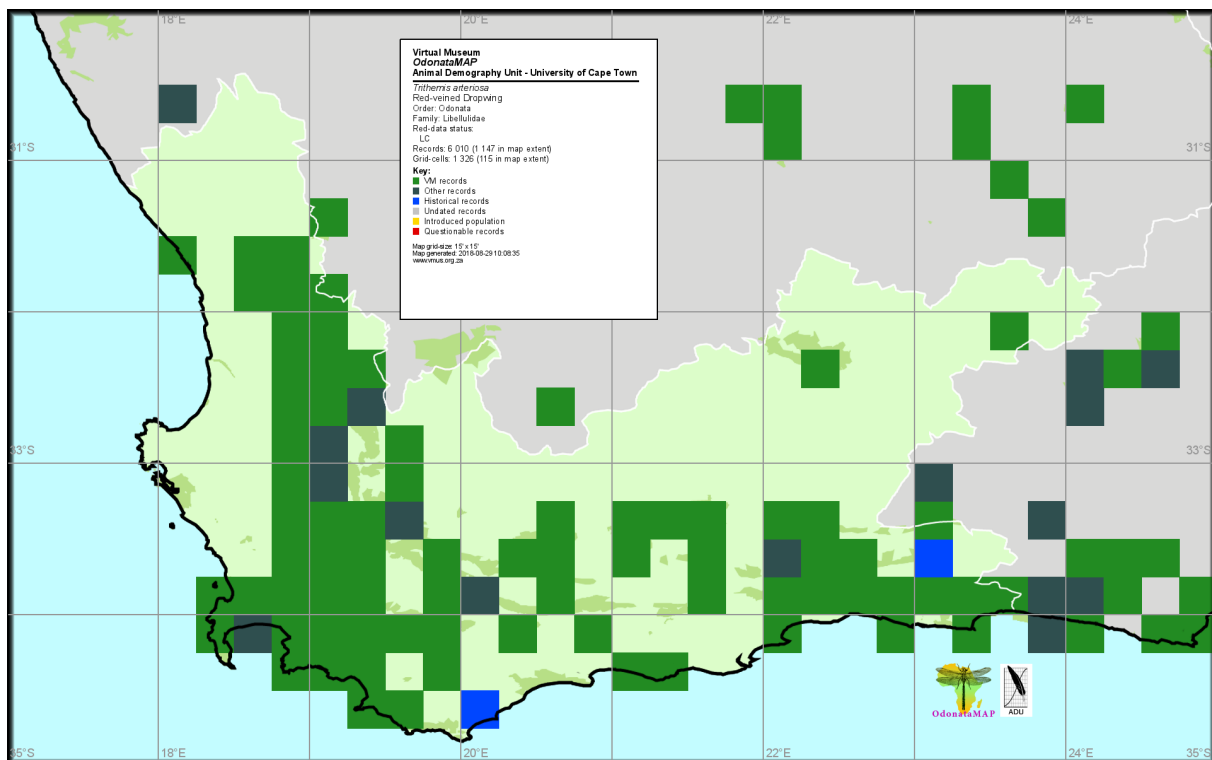 18°E
20°E
22°E
24°E
Virtual Museum
OdonataMAP
Animal Demography Unit - University of Cape Town
Trithemis arteriosa
Red-veined Dropwing
Order: Odonata
Family: Libellulidae
Red-data status:
LC
Records: 6 010 (1 147 in map extent)
Grid-cells: 1 326 (115 in map extent)
Key:
VM records
Other records
Historical records
Undated records
Introduced population
Questionable records
Map grid-size: 15' x 15'
Map generated: 2018-08-29 10:08:35
www.vmus.org.za
31°S
31°S
33°S
33°S
OdonataMAP
ADU
35°S
18°E
20°E
22°E
24°E
35°S